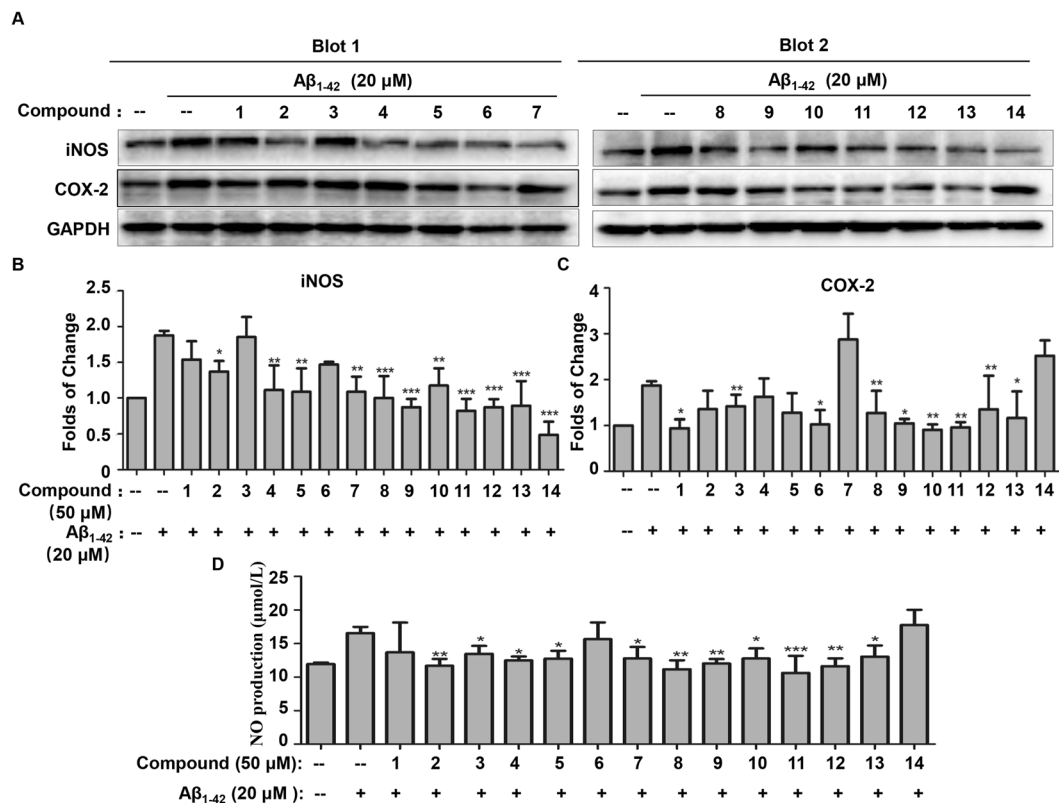 A
Blot 1 Blot 2
Aβ1-42 (20 μM) Aβ1-42 (20 μM)
Compound : -- -- 1 2 3 4 5 6 7 -- -- 8 9 10 11 12 13 14
iNOS
COX-2
GAPDH
B
iNOS
Folds of Change
2.5
2.0
1.5
1.0
0.5
0
* ** ** ** *** *** ** *** *** *** ***
Compound : -- -- 1 2 3 4 5 6 7 8 9 10 11 12 13 14
(50 μM)
Aβ1-42 : -- + + + + + + + + + + + + + + +
(20 μM)
C
COX-2
Folds of Change
4
3
2
1
0
* ** * ** * ** ** ** *
-- -- 1 2 3 4 5 6 7 8 9 10 11 12 13 14
-- + + + + + + + + + + + + + + +
D
NO production (μmol/L)
25
20
15
10
5
0
** * * * * ** ** * *** ** *
Compound (50 μM): -- -- 1 2 3 4 5 6 7 8 9 10 11 12 13 14
Aβ1-42 (20 μM) : -- + + + + + + + + + + + + + + +